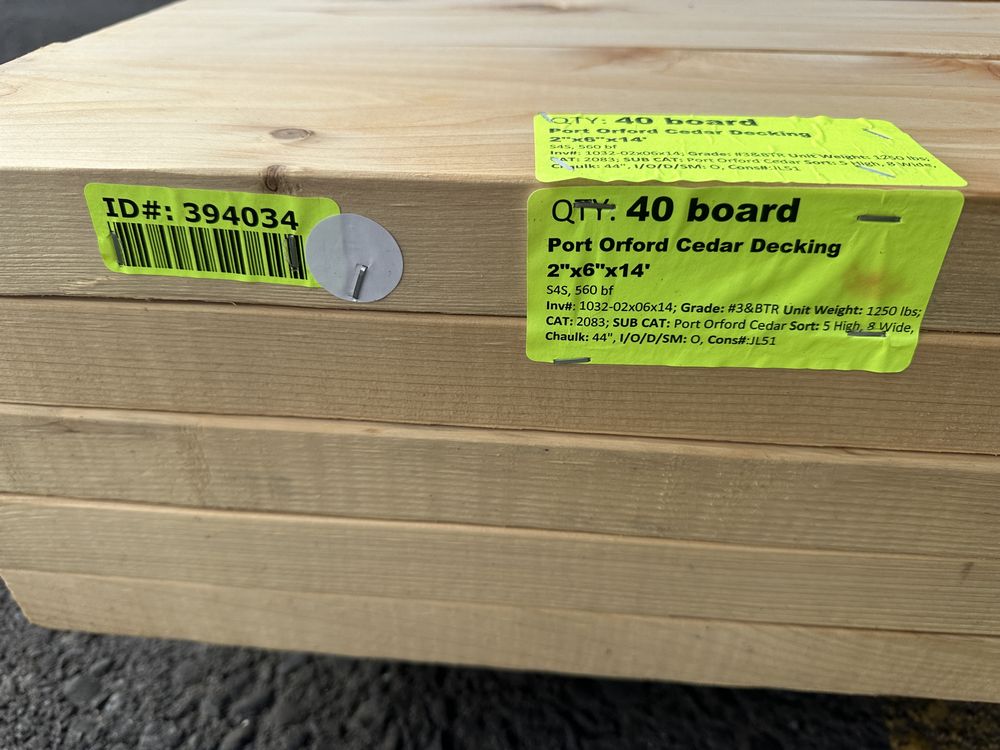 QTY: 40 board
Port Orford Cedar Decking
2"x6"x14'
S4S, 560 bf
Inv#: 1032-02x06x14; Grade: #3&BTR Unit Weight: 1250 lbs;
CAT: 2083; SUB CAT: Port Orford Cedar Sort: 5 High, 8 Wide,
Chaulk: 44", I/O/D/SM: O, Cons#:JL51
ID#: 394034
QTY: 40 board
Port Orford Cedar Decking
2"x6"x14'
S4S, 560 bf
Inv#: 1032-02x06x14; Grade: #3&BTR Unit Weight: 1250 lbs;
CAT: 2083; SUB CAT: Port Orford Cedar Sort: 5 High, 8 Wide,
Chaulk: 44", I/O/D/SM: O, Cons#:JL51